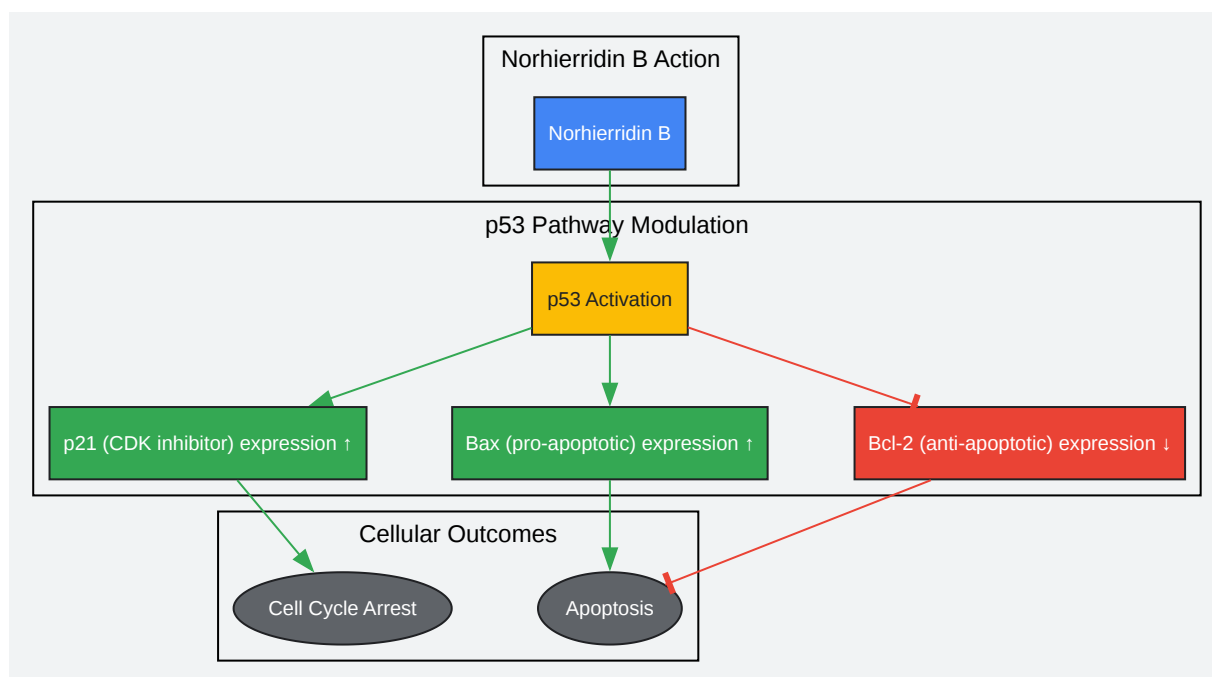 Norhierridin B Action
Norhierridin B
p53 Pathway Modulation
p53 Activation
p21 (CDK inhibitor) expression ↑
Bax (pro-apoptotic) expression ↑
Bcl-2 (anti-apoptotic) expression ↓
Cellular Outcomes
Cell Cycle Arrest
Apoptosis